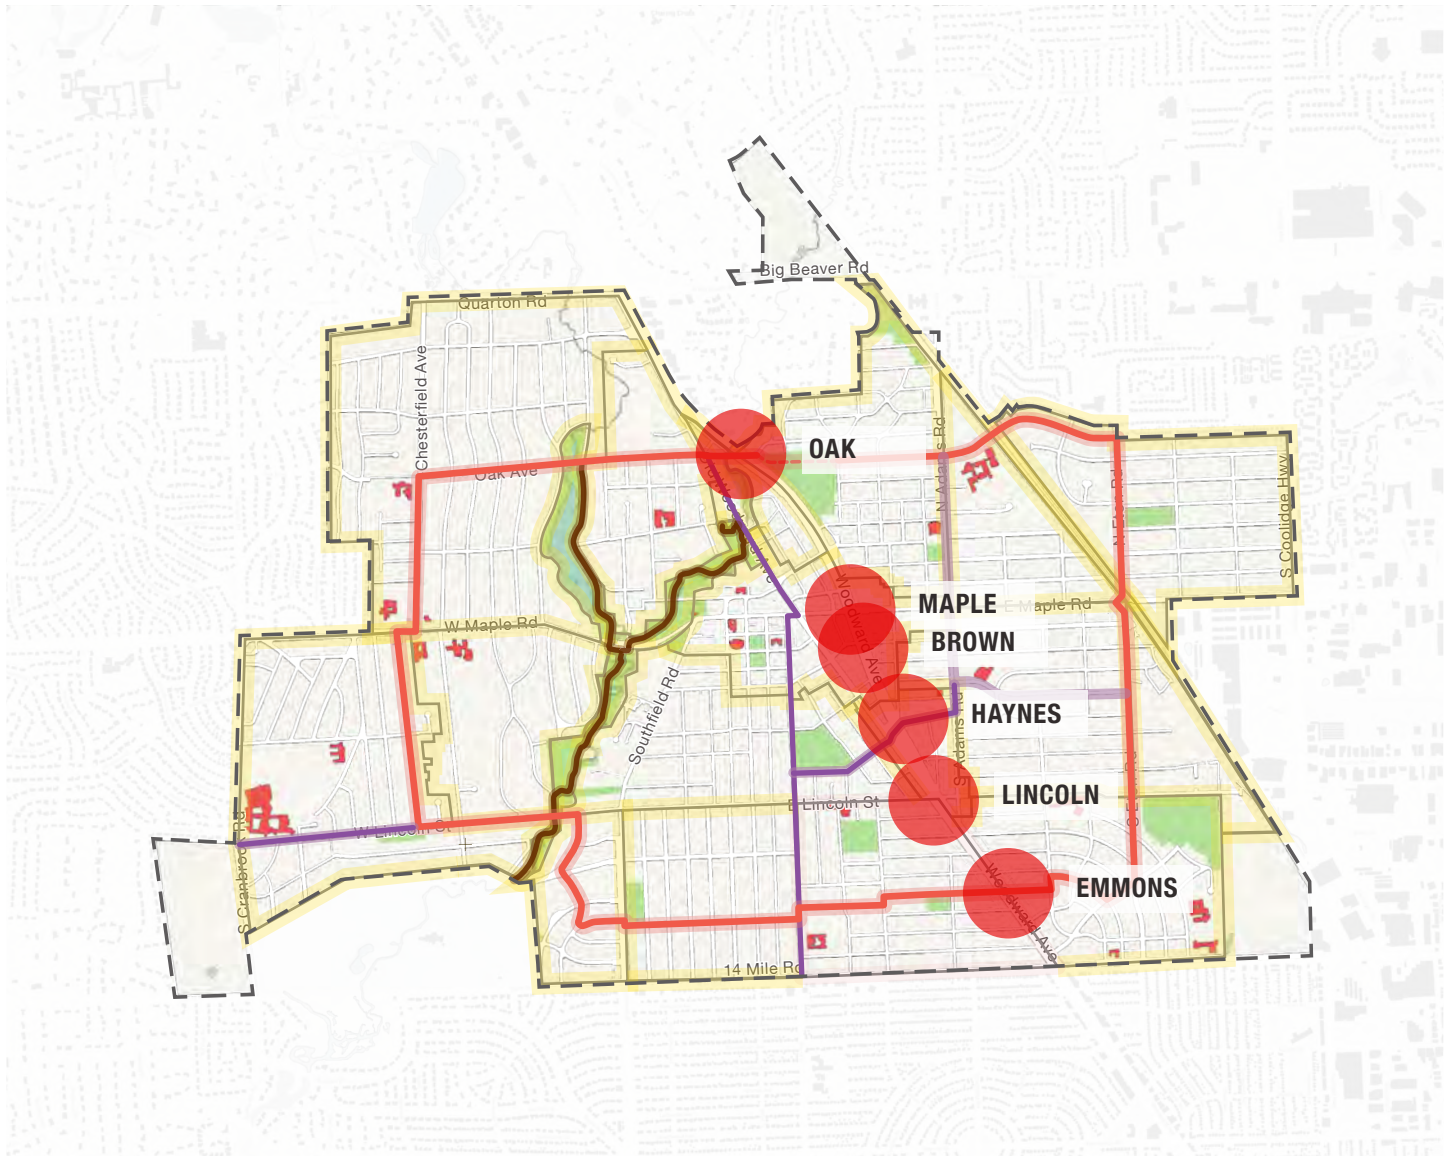 Big Beaver Rd
Quarton Rd
Chesterfield Ave
OAK
N Adams Rd
Oak Ave
S Coolidge Hwy
Woodward Ave
MAPLE
E Maple Rd
W Maple Rd
BROWN
Southfield Rd
HAYNES
S Adams Rd
LINCOLN
E Lincoln St
W Lincoln St
S Cranbrook Rd
EMMONS
Woodward Ave
14 Mile Rd